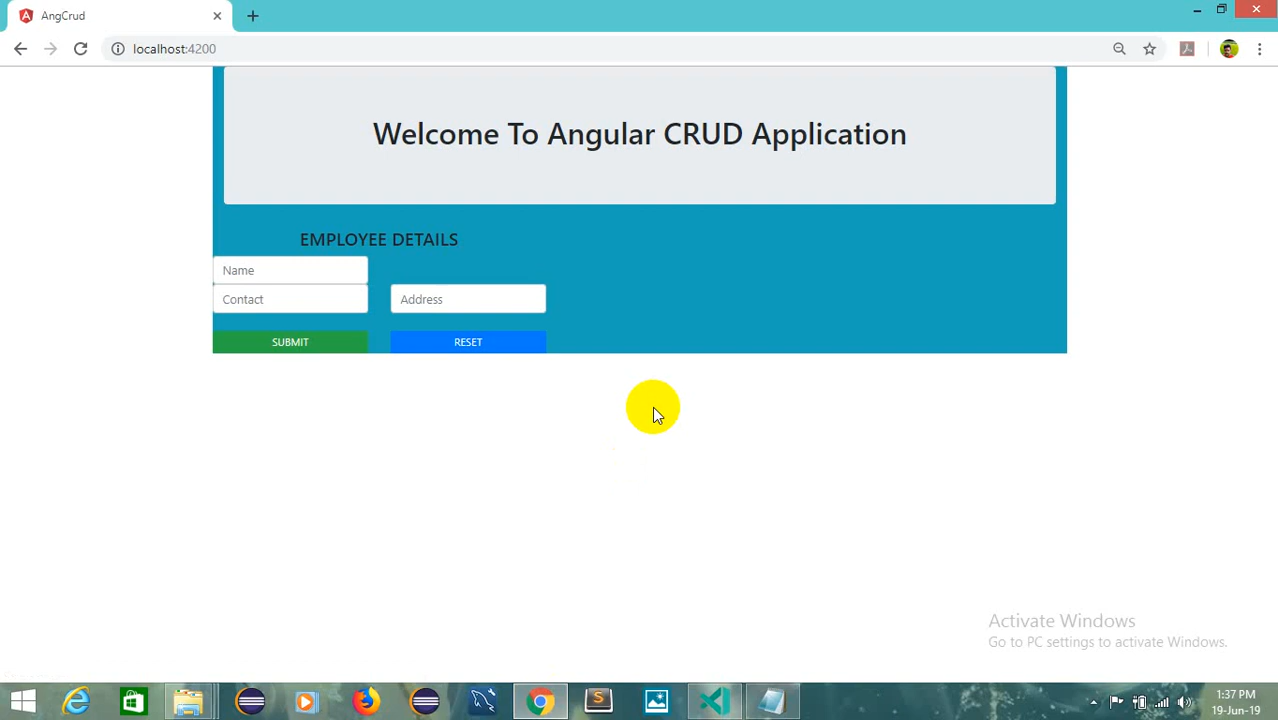 AngCrud
localhost:4200
Welcome To Angular CRUD Application
EMPLOYEE DETAILS
Name
Contact
Address
SUBMIT
RESET
Activate Windows
Go to PC settings to activate Windows.
1:37 PM
19-Jun-19